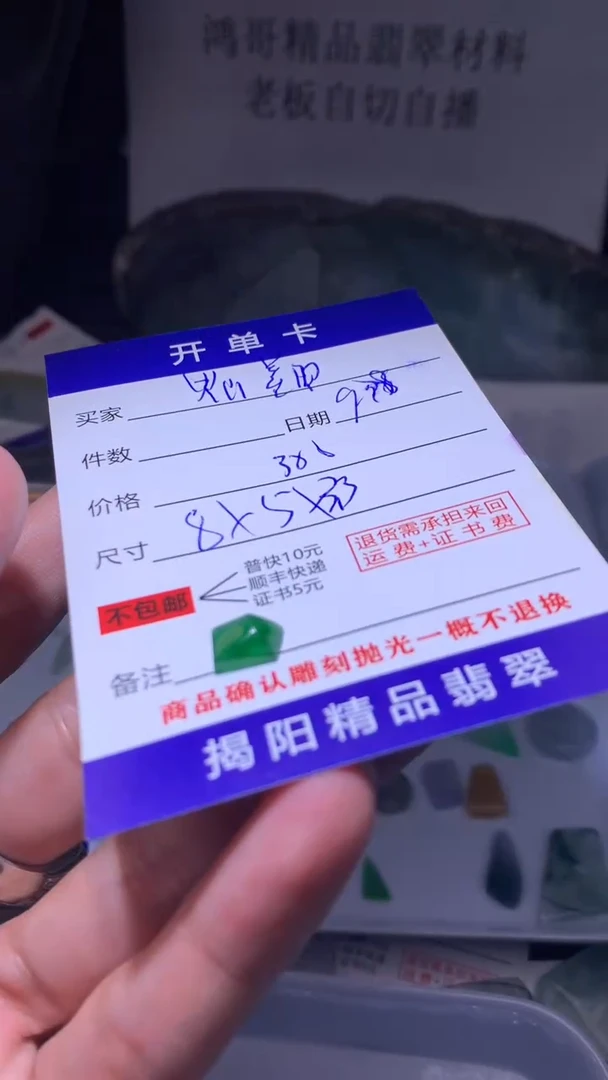 鸿哥精品翡翠材料
老板自切自播
开单卡
买家
件数 日期
价格
尺寸 8X5X
退货需承担来回
运费+证书费
不包邮
普快10元
顺丰快递
证书5元
备注
商品确认雕刻抛光一概不退换
揭阳精品翡翠